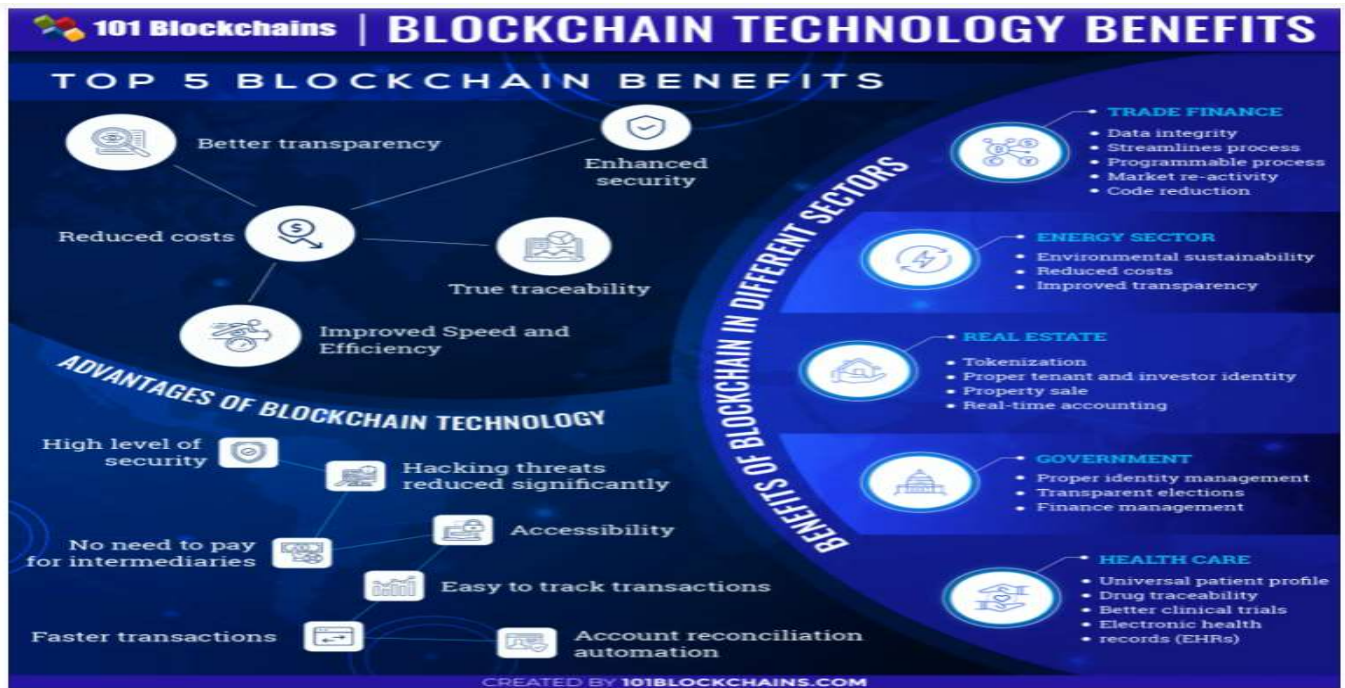 101 Blockchains | BLOCKCHAIN TECHNOLOGY BENEFITS
TOP 5 BLOCKCHAIN BENEFITS
Better transparency
Enhanced
security
Reduced costs
True traceability
Improved Speed and
Efficiency
ADVANTAGES OF BLOCKCHAIN TECHNOLOGY
High level of
security
Hacking threats
reduced significantly
Accessibility
No need to pay
for intermediaries
Easy to track transactions
Faster transactions
Account reconciliation
automation
BENEFITS OF BLOCKCHAIN IN DIFFERENT SECTORS
TRADE FINANCE
• Data integrity
• Streamlines process
• Programmable process
• Market re-activity
• Code reduction
ENERGY SECTOR
• Environmental sustainability
• Reduced costs
• Improved transparency
REAL ESTATE
• Tokenization
• Proper tenant and investor identity
• Property sale
• Real-time accounting
GOVERNMENT
• Proper identity management
• Transparent elections
• Finance management
HEALTH CARE
• Universal patient profile
• Drug traceability
• Better clinical trials
• Electronic health
• records (EHRs)
CREATED BY 101BLOCKCHAINS.COM